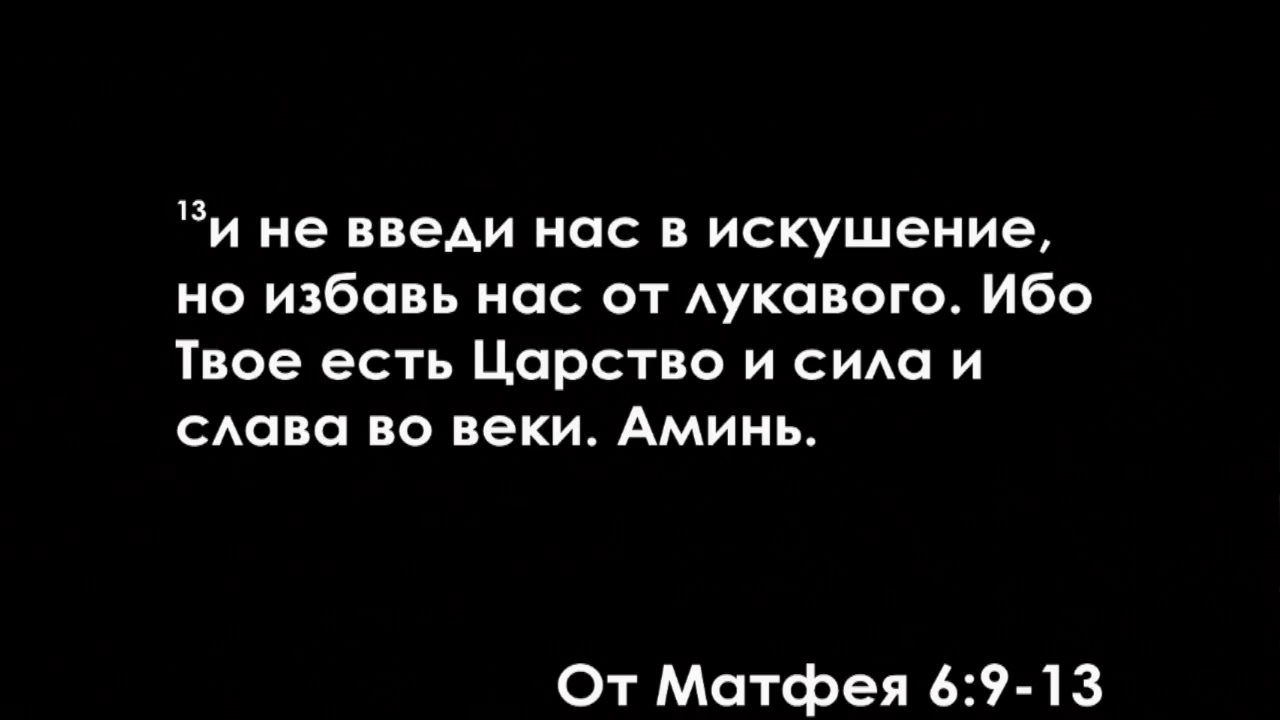 13и не введи нас в искушение,
но избавь нас от лукавого. Ибо
Твое есть Царство и сила и
слава во веки. Аминь.
От Матфея 6:9-13